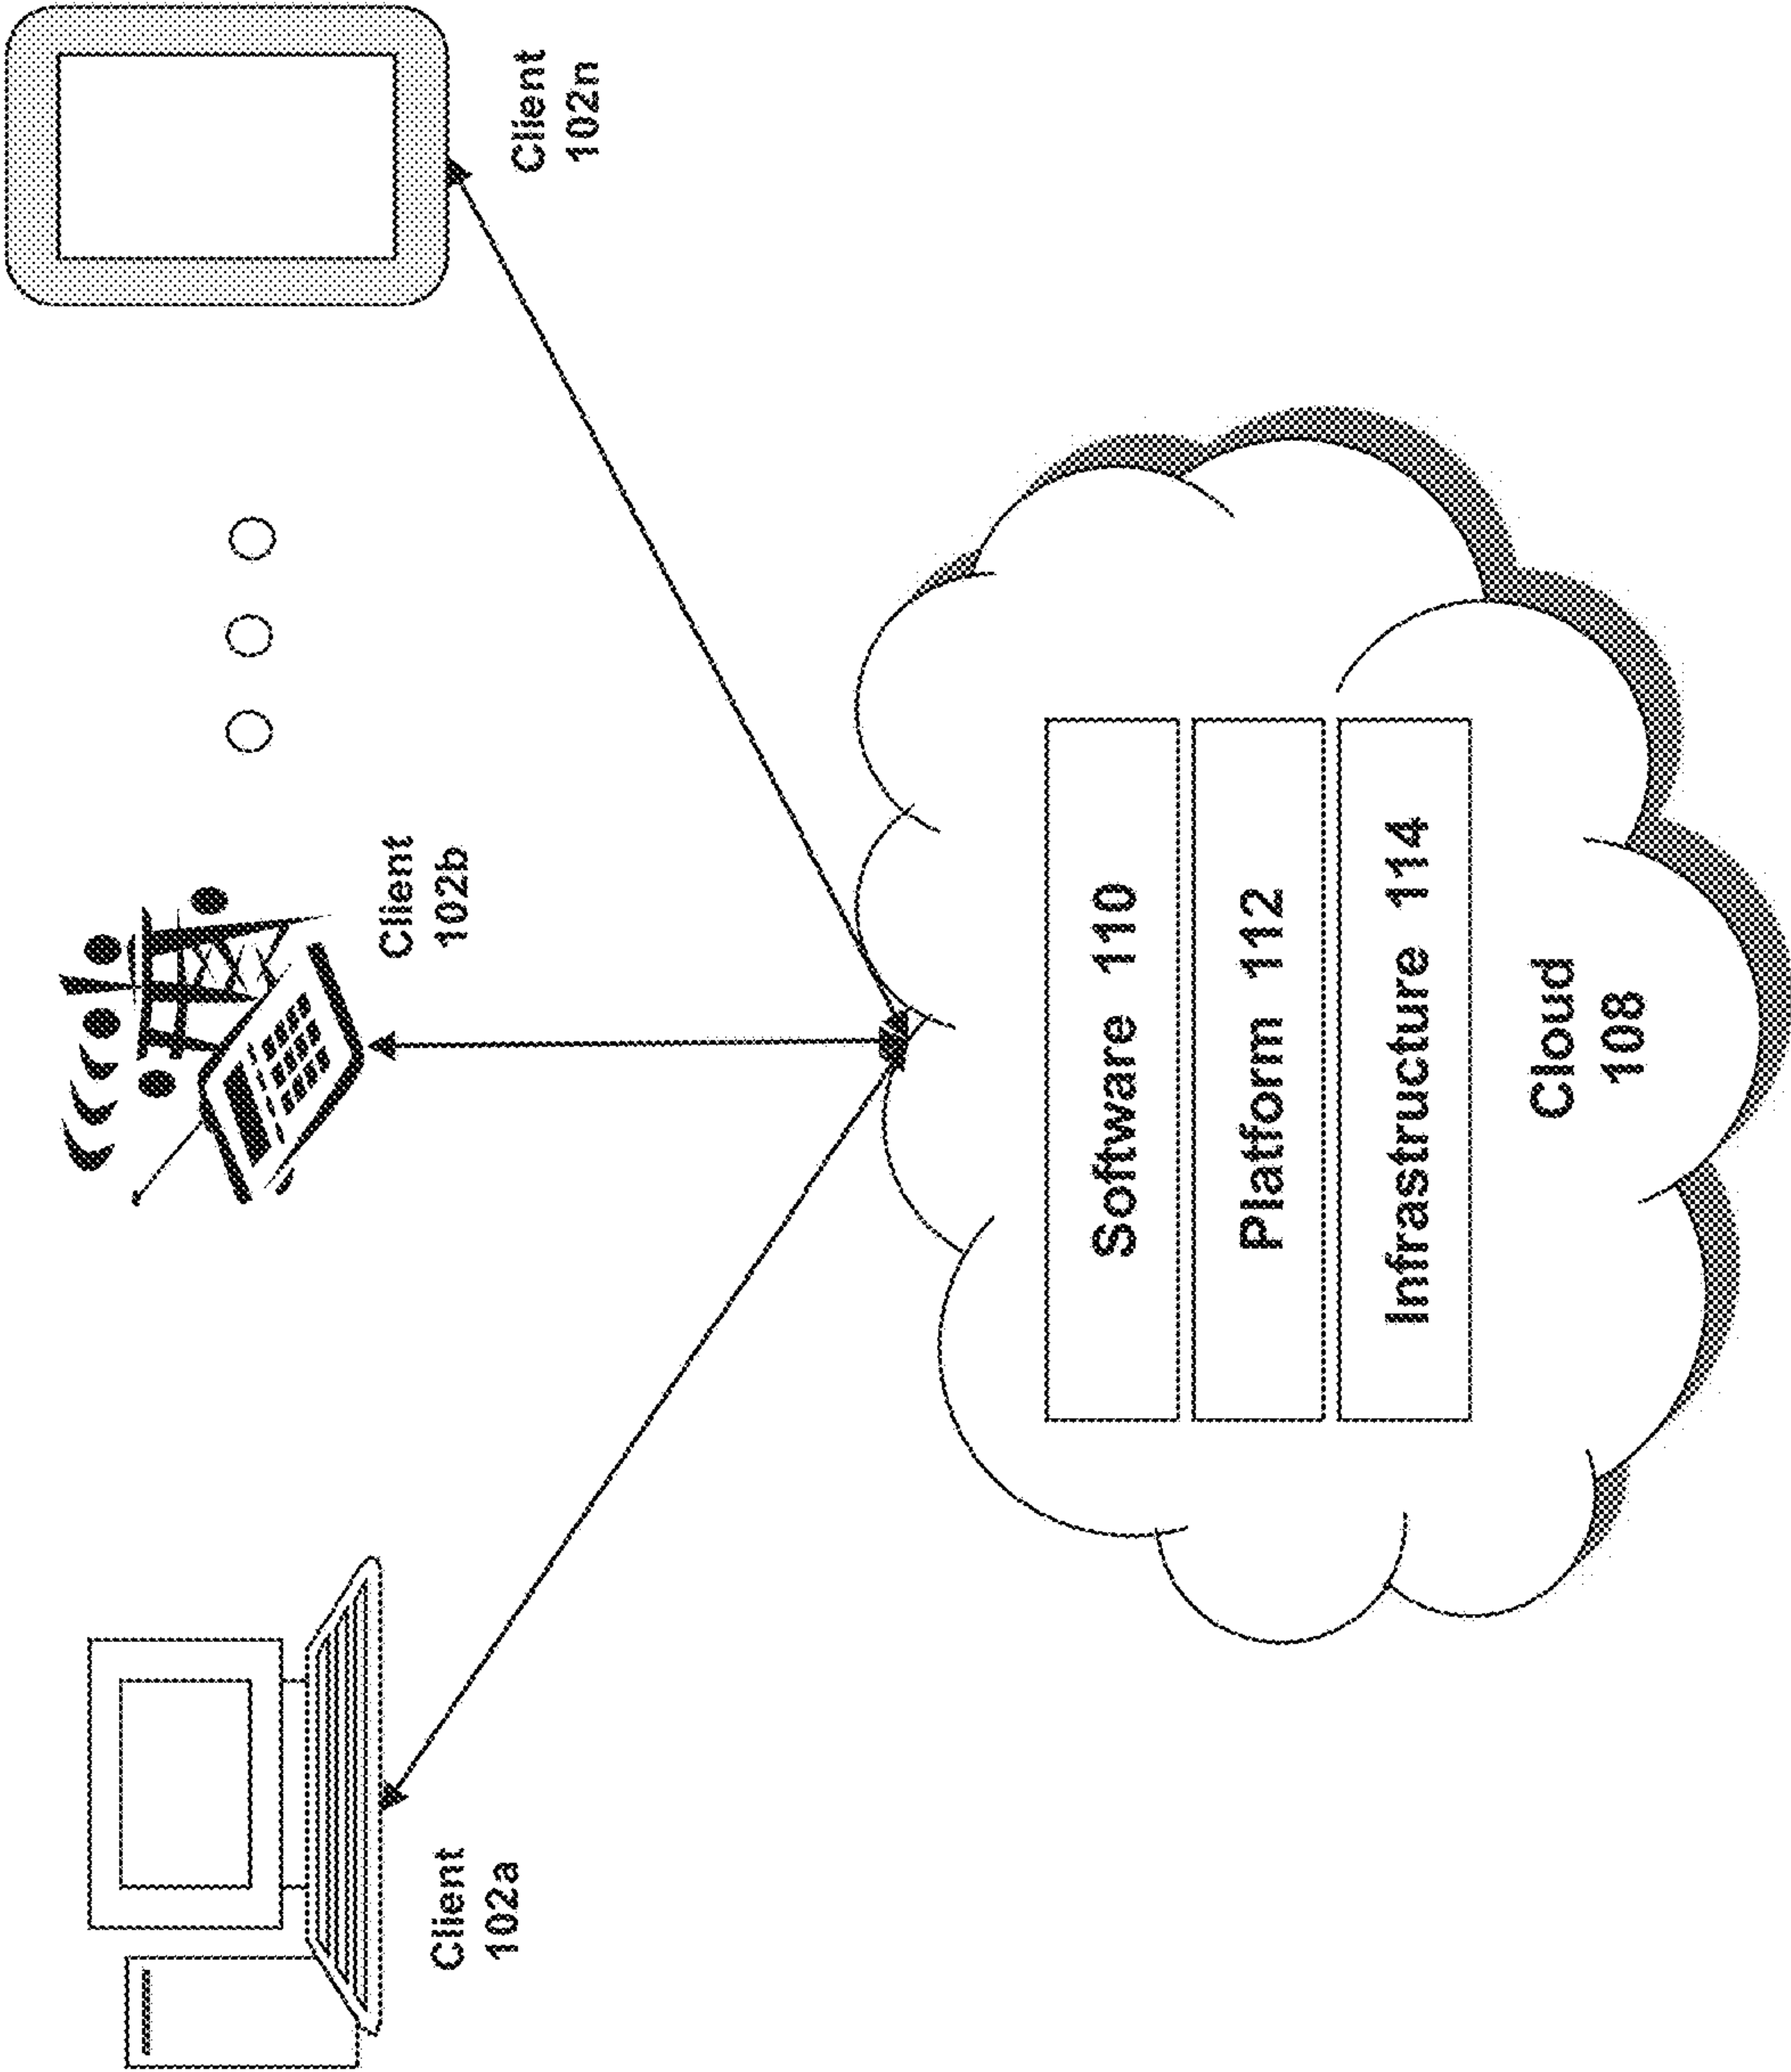 Client
102a
Client
102b
Client
102n
Software 110
Platform 112
Infrastructure 114
Cloud
108